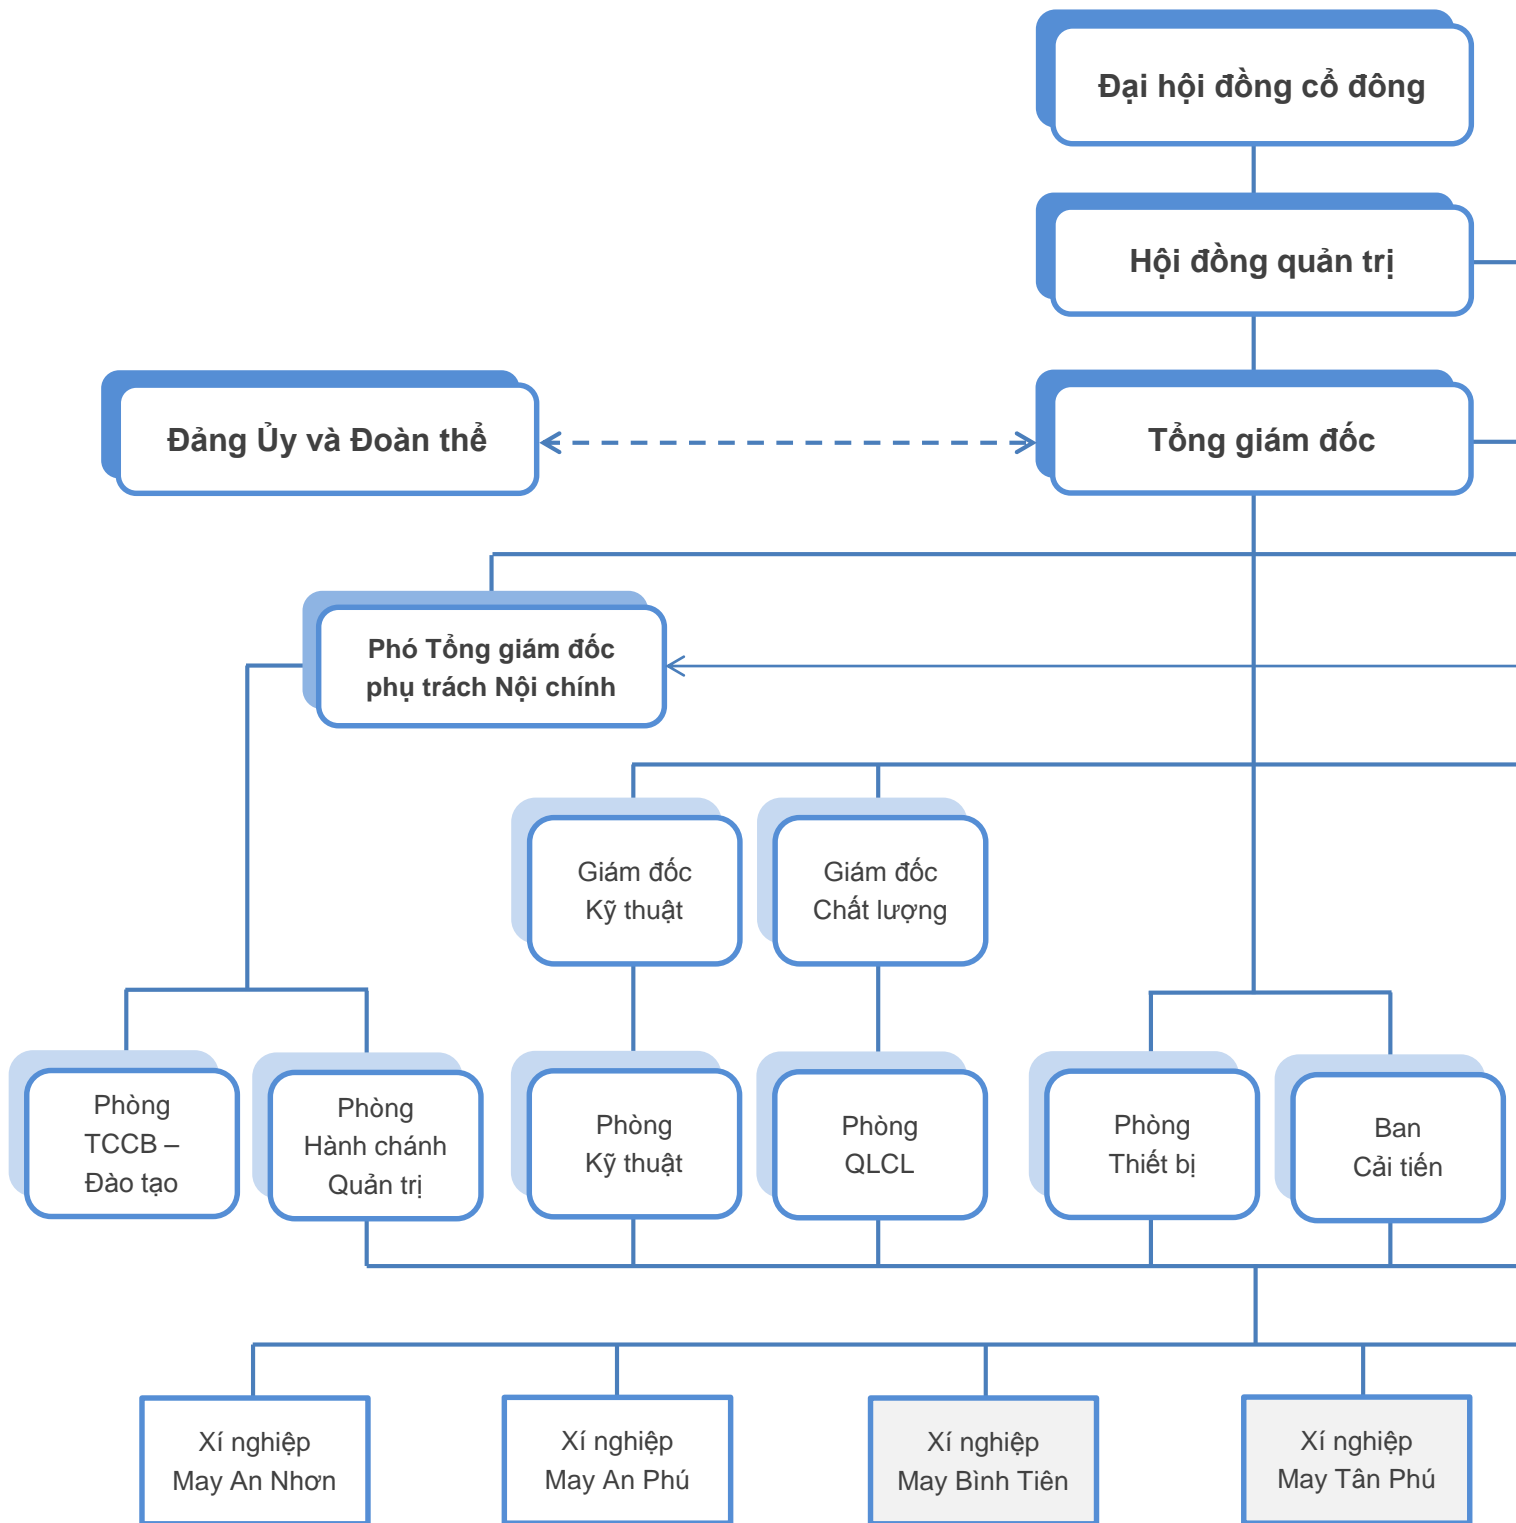 Đại hội đồng cổ đông
Hội đồng quản trị
Đảng Ủy và Đoàn thể
Tổng giám đốc
Phó Tổng giám đốc
phụ trách Nội chính
Giám đốc
Kỹ thuật
Giám đốc
Chất lượng
Phòng
TCCB –
Đào tạo
Phòng
Hành chánh
Quản trị
Phòng
Kỹ thuật
Phòng
QLCL
Phòng
Thiết bị
Ban
Cải tiến
Xí nghiệp
May An Nhơn
Xí nghiệp
May An Phú
Xí nghiệp
May Bình Tiên
Xí nghiệp
May Tân Phú